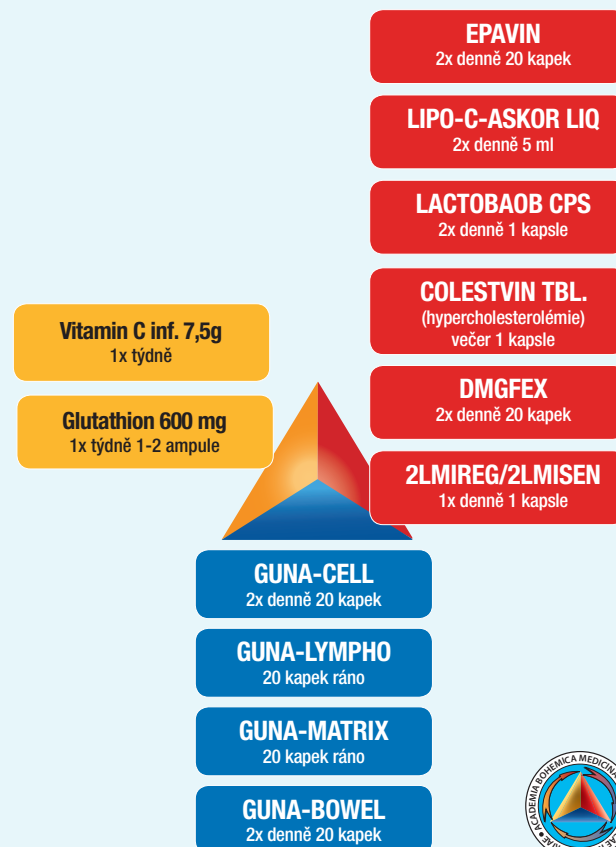 EPAVIN
2x denně 20 kapek
LIPO-C-ASKOR LIQ
2x denně 5 ml
LACTOBAOB CPS
2x denně 1 kapsle
COLESTVIN TBL.
(hypercholesterolémie)
večer 1 kapsle
DMGFEX
2x denně 20 kapek
2LMIREG/2LMISEN
1x denně 1 kapsle
Vitamin C inf. 7,5g
1x týdně
Glutathion 600 mg
1x týdně 1-2 ampule
GUNA-CELL
2x denně 20 kapek
GUNA-LYMPHO
20 kapek ráno
GUNA-MATRIX
20 kapek ráno
GUNA-BOWEL
2x denně 20 kapek
ACADEMIA BOHEMICA